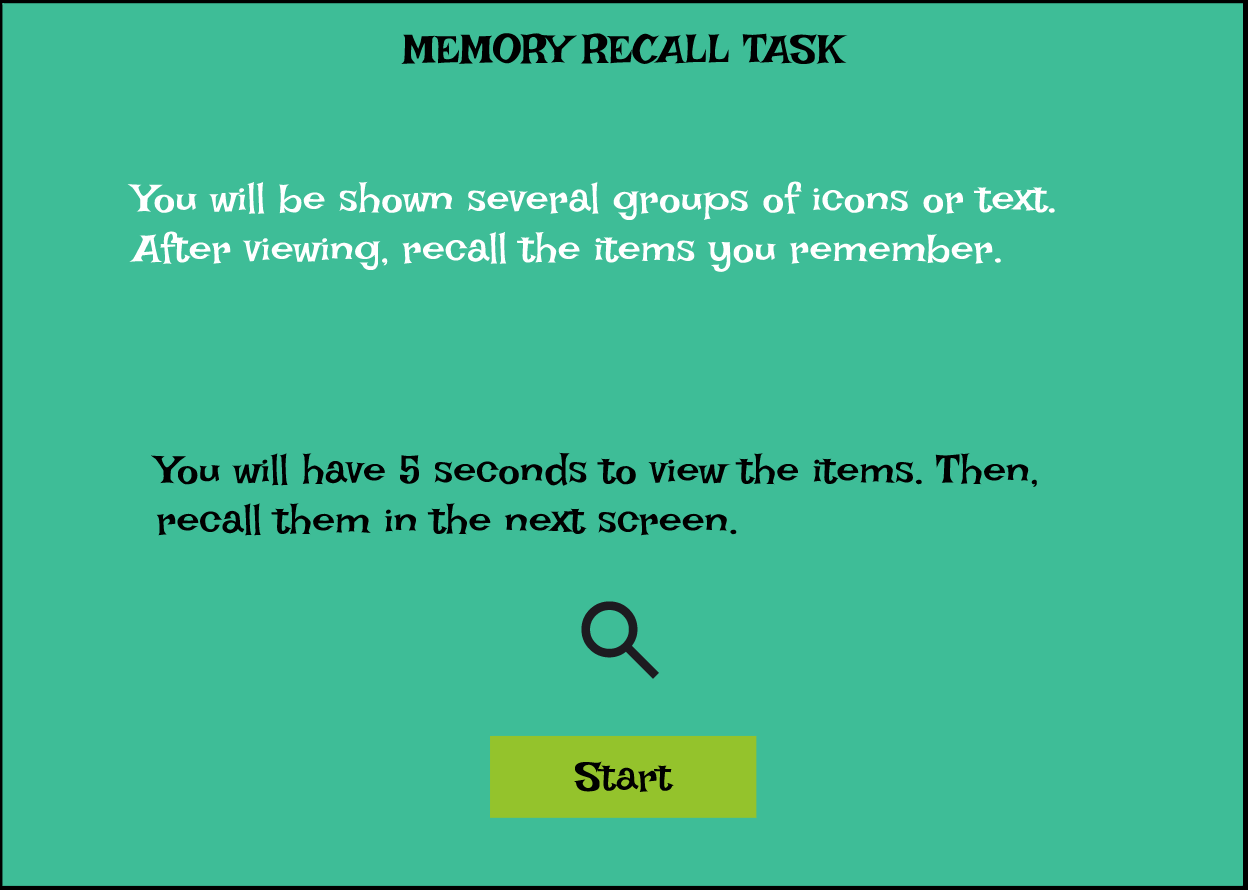 MEMORY RECALL TASK
You will be shown several groups of icons or text.
After viewing, recall the items you remember.
You will have 5 seconds to view the items. Then,
recall them in the next screen.
Start